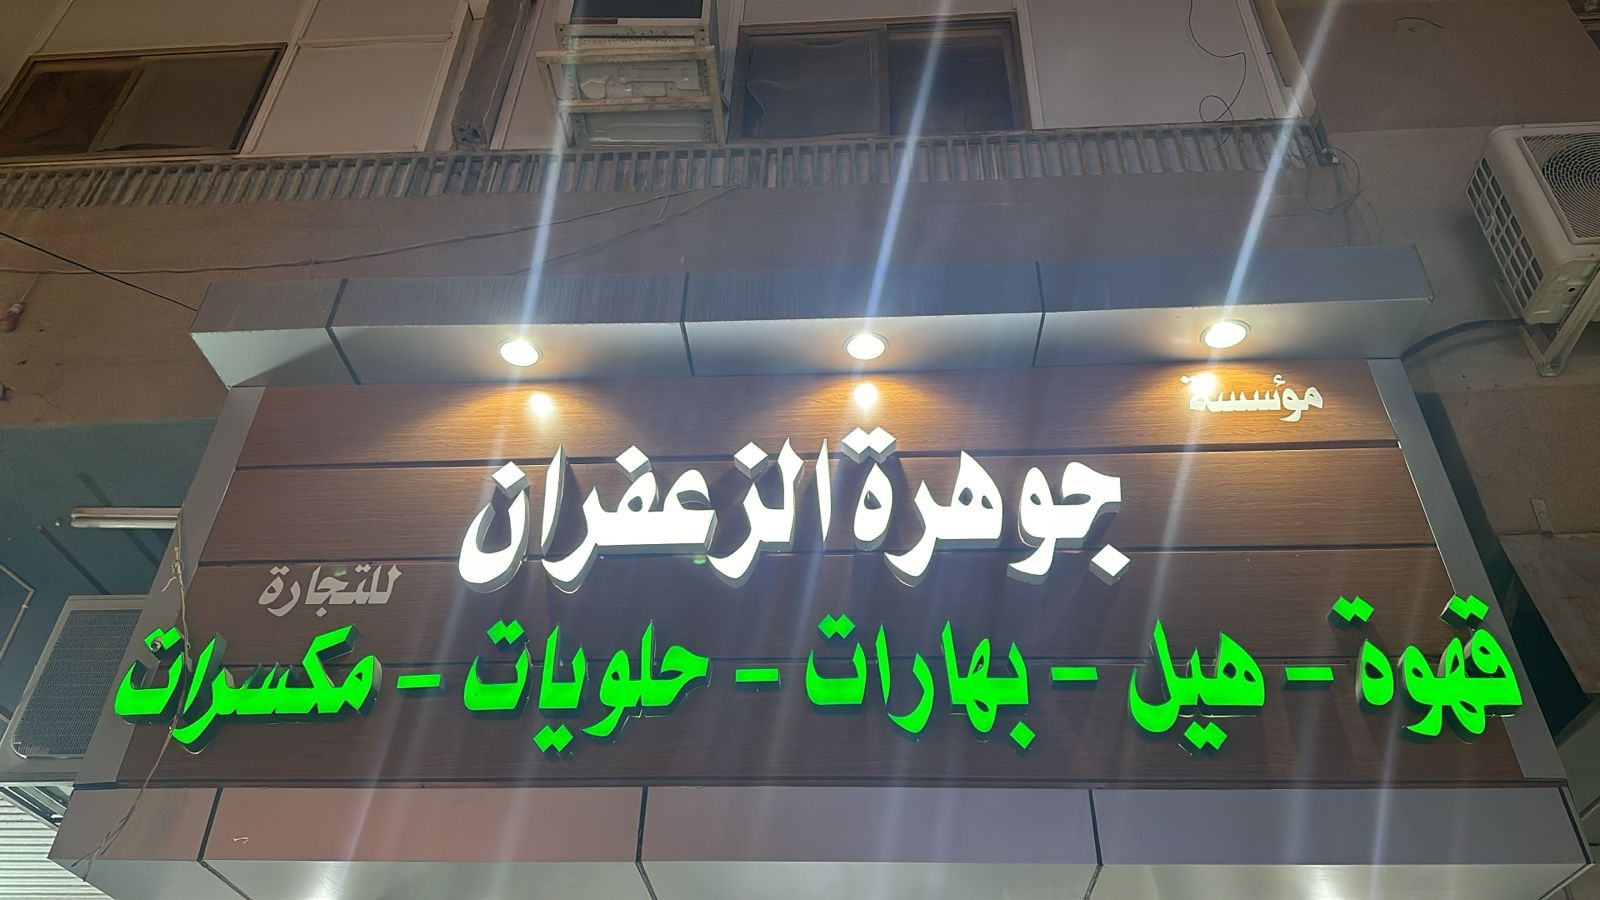 مؤسسة
جوهرة الزعفران
للتجارة
قهوة - هيل - بهارات - حلويات - مكسرات